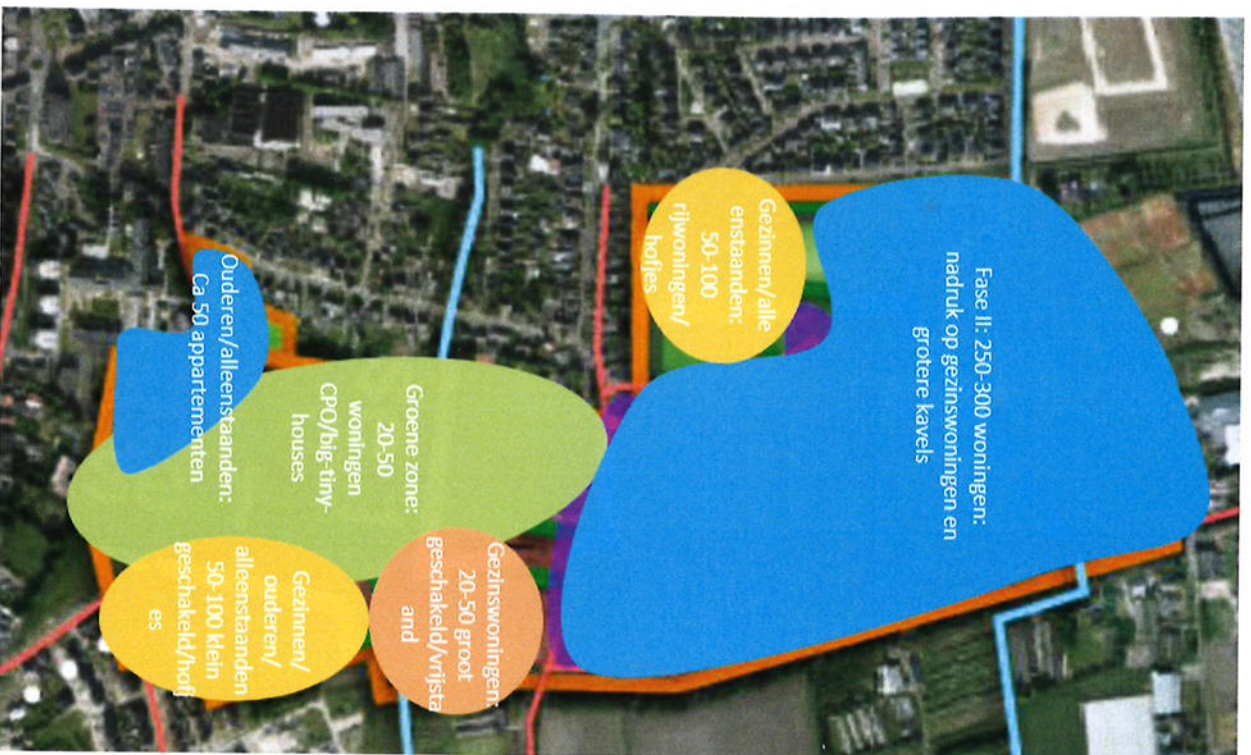 Fase II: 250-300 woningen:
nadruk op gezinswoningen en
grotere kavels
Gezinnen/alle
enstaanden:
50-100
rijwoningen/
hofjes
Groene zone:
20-50
woningen
CPO/big-tiny-
houses
Ouderen/alleenstaanden:
Ca 50 appartementen
Gezinswoningen:
20-50 groot
geschakeld/vrijsta
and
Gezinnen/
ouderen/
alleenstaanden
50-100 klein
geschakeld/hofj
es